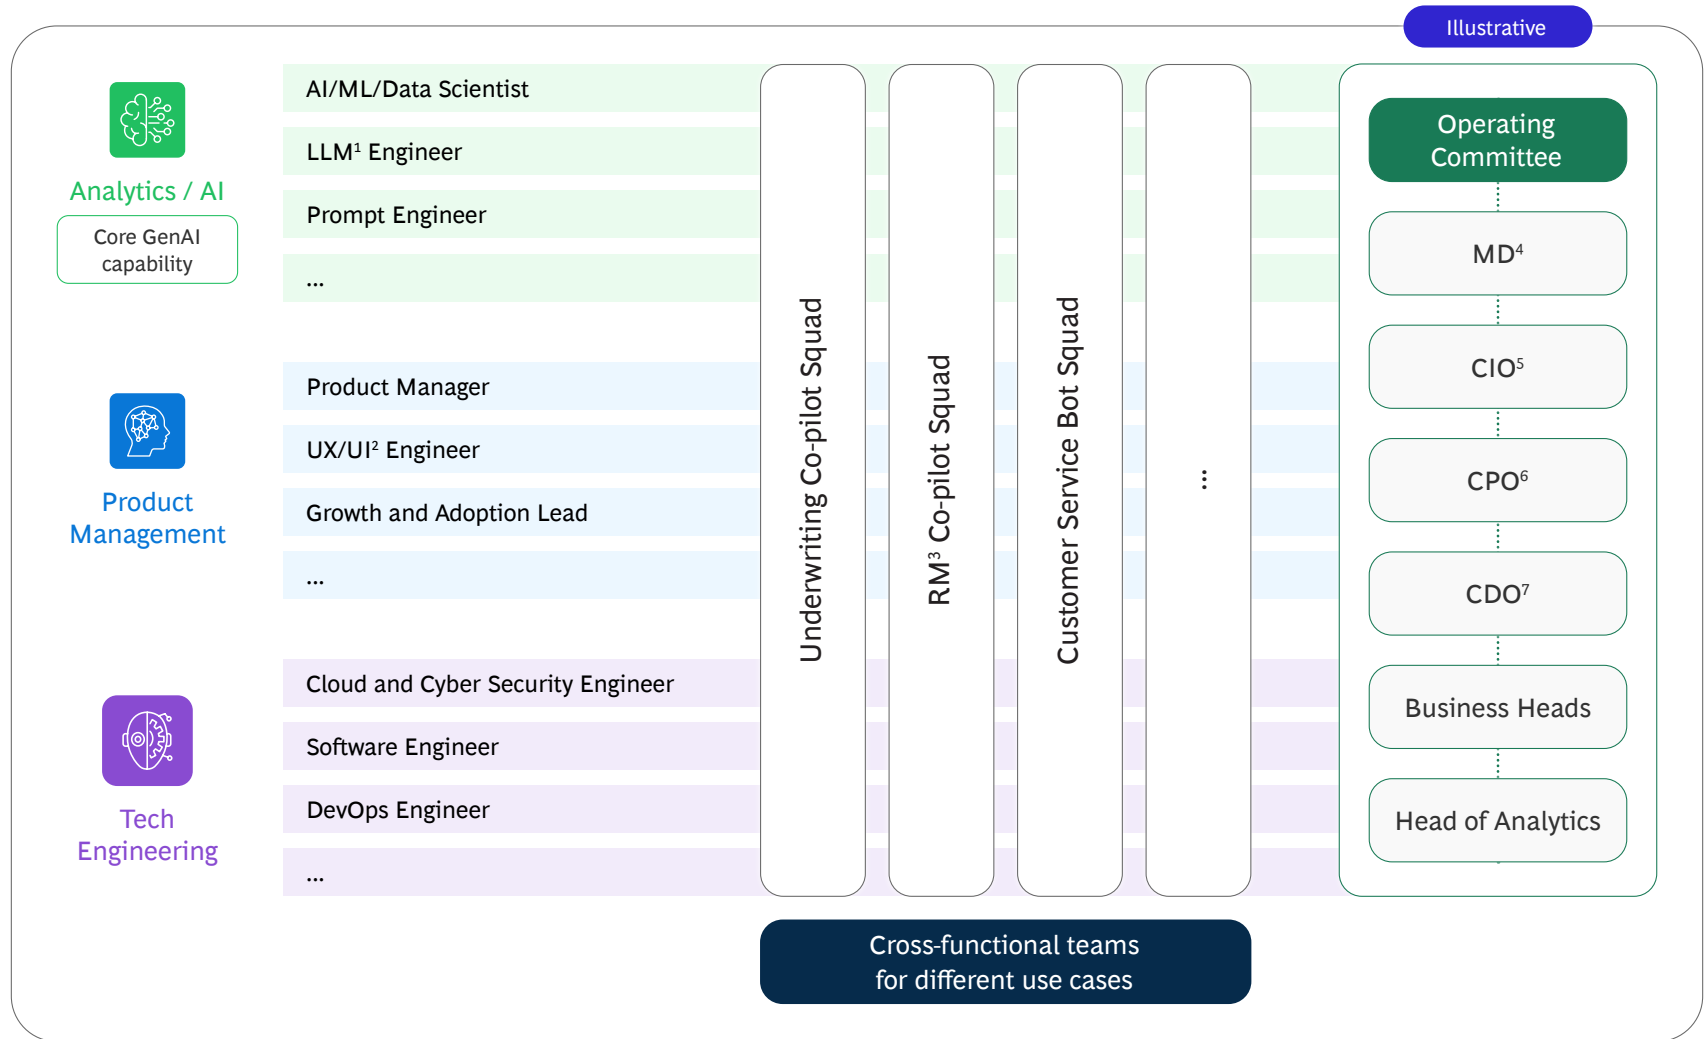 Illustrative
Analytics / AI
Core GenAI
capability
AI/ML/Data Scientist
LLM¹ Engineer
Prompt Engineer
...
Product
Management
Product Manager
UX/UI² Engineer
Growth and Adoption Lead
...
Tech
Engineering
Cloud and Cyber Security Engineer
Software Engineer
DevOps Engineer
...
Underwriting Co-pilot Squad
RM³ Co-pilot Squad
Customer Service Bot Squad
...
Cross-functional teams
for different use cases
Operating
Committee
MD⁴
CIO⁵
CPO⁶
CDO⁷
Business Heads
Head of Analytics